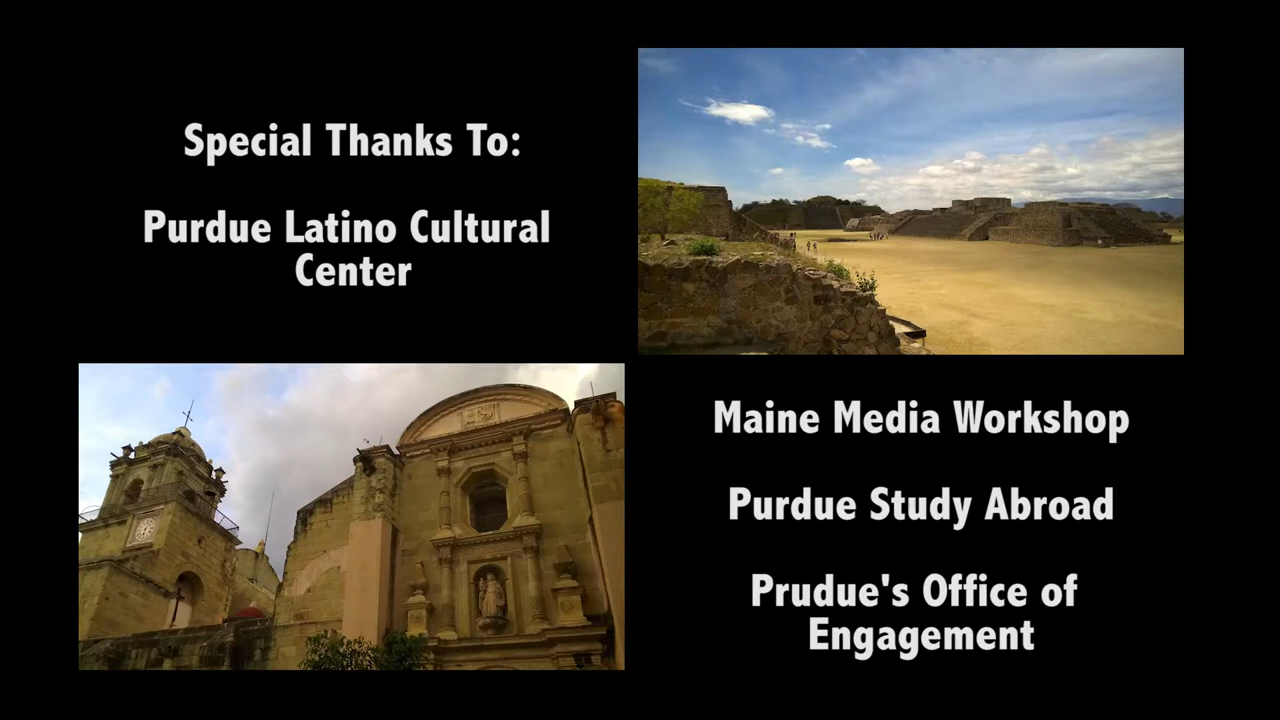 Special Thanks To:
Purdue Latino Cultural
Center
Maine Media Workshop
Purdue Study Abroad
Prudue's Office of
Engagement